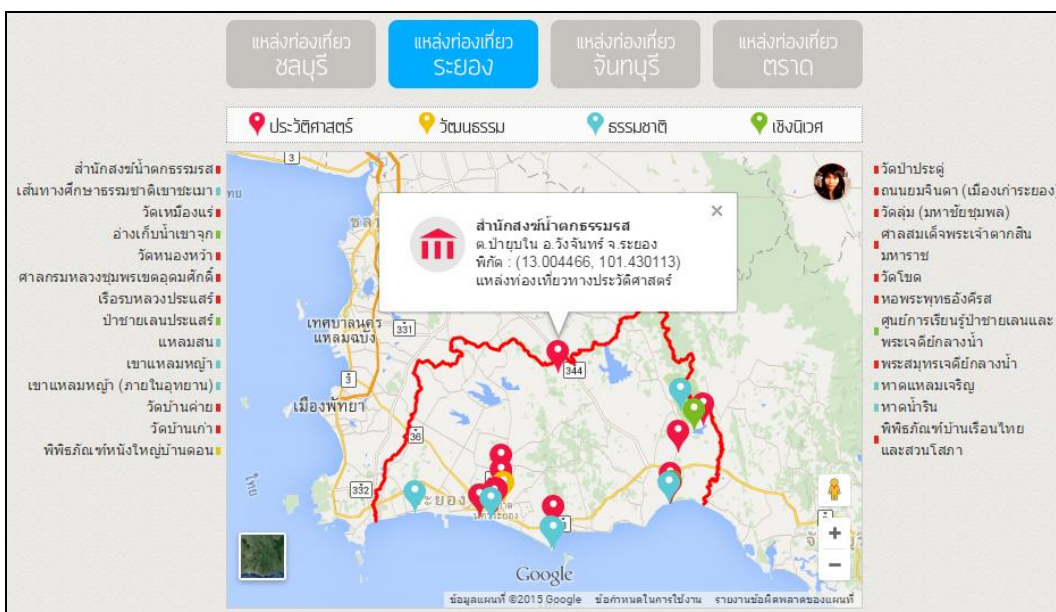 แหล่งท่องเที่ยว
ชลบุรี
แหล่งท่องเที่ยว
ระยอง
แหล่งท่องเที่ยว
จันทบุรี
แหล่งท่องเที่ยว
ตราด
ประวัติศาสตร์
วัฒนธรรม
ธรรมชาติ
เชิงนิเวศ
สำนักสงฆ์น้ำตกธรรมรส
เส้นทางศึกษาธรรมชาติเขาชะเมา
วัดเหมืองแร่
อ่างเก็บน้ำเขาจุก
วัดหนองหว้า
ศาลกรมหลวงชุมพรเขตอุดมศักดิ์
เรือรบหลวงประแสร์
ป่าชายเลนประแสร์
แหลมสน
เขาแหลมหญ้า
เขาแหลมหญ้า (ภายในอุทยาน)
วัดบ้านค่าย
วัดบ้านเก่า
พิพิธภัณฑ์หนังใหญ่บ้านดอน
3
สำนักสงฆ์น้ำตกธรรมรส
ต.ป่ายุบใน อ.วังจันทร์ จ.ระยอง
พิกัด : (13.004466, 101.430113)
แหล่งท่องเที่ยวทางประวัติศาสตร์
×
เทศบาลนคร
แหลมฉบัง
331
344
3
เมืองพัทยา
36
332
ไทย
Google
ข้อมูลแผนที่ ©2015 Google
ข้อกำหนดในการใช้งาน
รายงานข้อผิดพลาดของแผนที่
+
−
วัดป่าประดู่
ถนนยมจินดา (เมืองเก่าระยอง)
วัดลุ่ม (มหาชัยชุมพล)
ศาลสมเด็จพระเจ้าตากสิน
มหาราช
วัดโขด
หอพระพุทธอังคีรส
ศูนย์การเรียนรู้ป่าชายเลนและ
พระเจดีย์กลางน้ำ
พระสมุทรเจดีย์กลางน้ำ
หาดแหลมเจริญ
หาดน้ำริน
พิพิธภัณฑ์บ้านเรือนไทย
และสวนโสภา